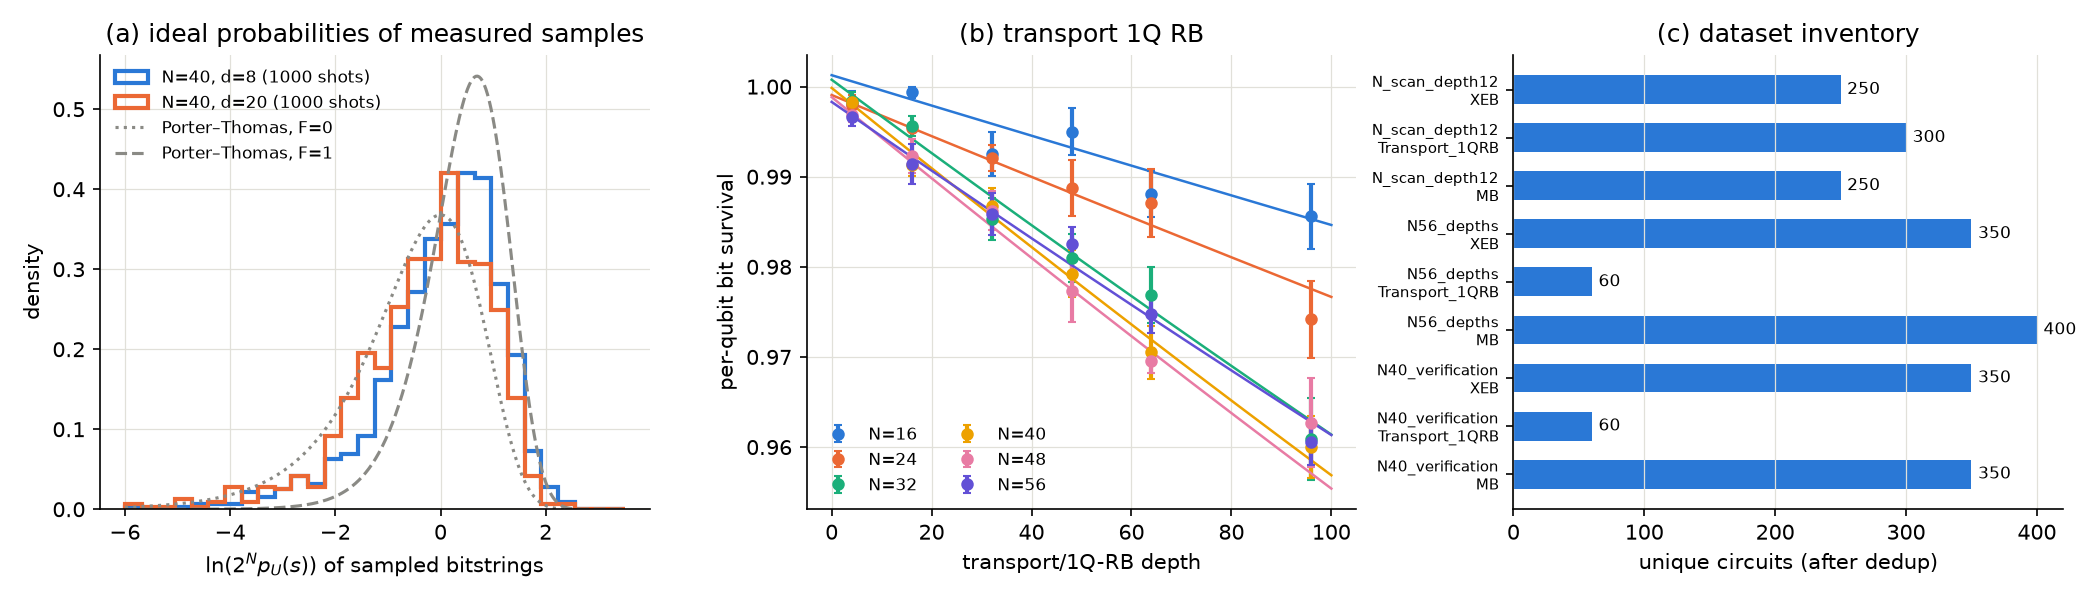 (a) ideal probabilities of measured samples
N=40, d=8 (1000 shots)
N=40, d=20 (1000 shots)
Porter–Thomas, F=0
Porter–Thomas, F=1
density
0.5
0.4
0.3
0.2
0.1
0.0
−6 −4 −2 0 2
ln(2^N p_U(s)) of sampled bitstrings
(b) transport 1Q RB
per-qubit bit survival
1.00
0.99
0.98
0.97
0.96
N=16 N=40
N=24 N=48
N=32 N=56
0 20 40 60 80 100
transport/1Q-RB depth
(c) dataset inventory
N_scan_depth12
XEB
250
N_scan_depth12
Transport_1QRB
300
N_scan_depth12
MB
250
N56_depths
XEB
350
N56_depths
Transport_1QRB
60
N56_depths
MB
400
N40_verification
XEB
350
N40_verification
Transport_1QRB
60
N40_verification
MB
350
0 100 200 300 400
unique circuits (after dedup)